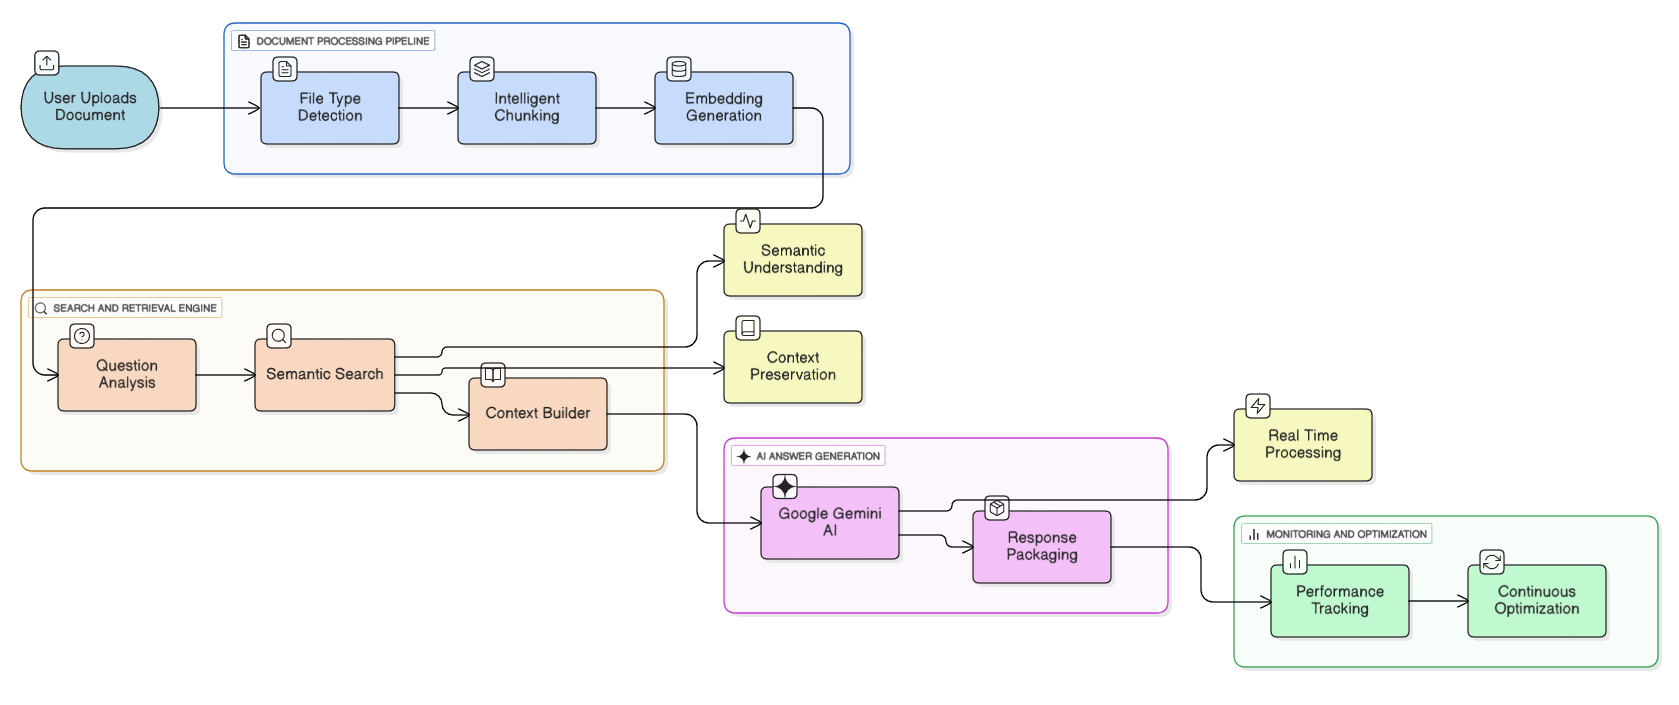 DOCUMENT PROCESSING PIPELINE
User Uploads
Document
File Type
Detection
Intelligent
Chunking
Embedding
Generation
Semantic
Understanding
SEARCH AND RETRIEVAL ENGINE
Question
Analysis
Semantic Search
Context
Preservation
Context Builder
Real Time
Processing
AI ANSWER GENERATION
Google Gemini
AI
Response
Packaging
MONITORING AND OPTIMIZATION
Performance
Tracking
Continuous
Optimization